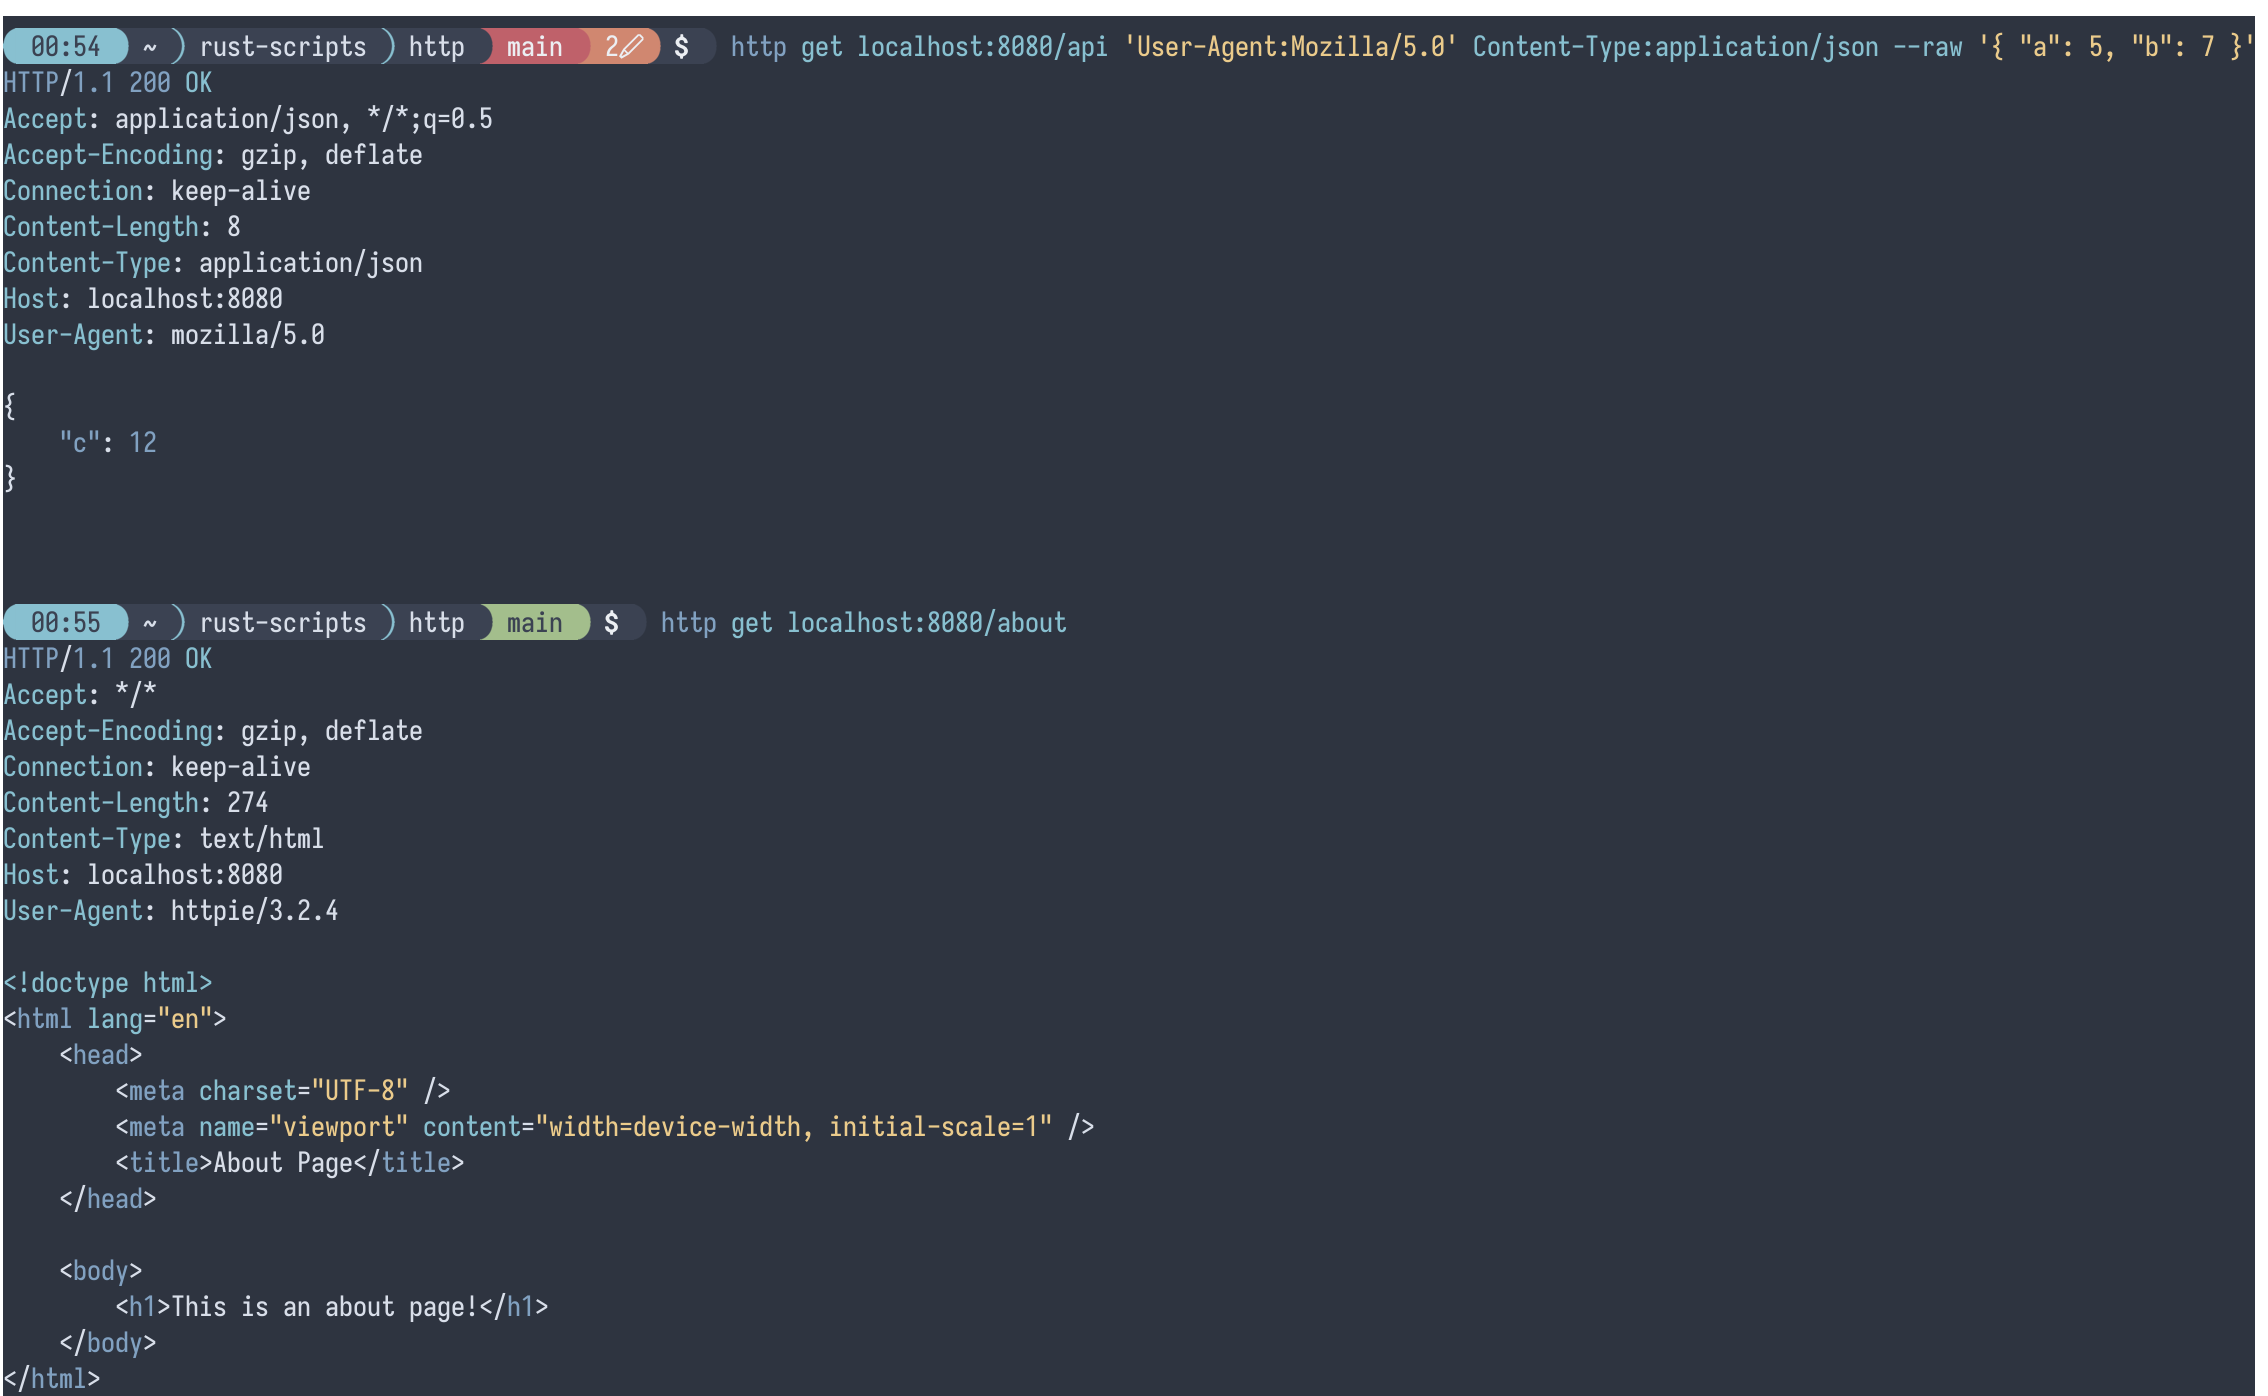 00:54 ~ rust-scripts http main 2 $ http get localhost:8080/api 'User-Agent:Mozilla/5.0' Content-Type:application/json --raw '{ "a": 5, "b": 7 }'
HTTP/1.1 200 OK
Accept: application/json, */*;q=0.5
Accept-Encoding: gzip, deflate
Connection: keep-alive
Content-Length: 8
Content-Type: application/json
Host: localhost:8080
User-Agent: mozilla/5.0

{
    "c": 12
}

00:55 ~ rust-scripts http main $ http get localhost:8080/about
HTTP/1.1 200 OK
Accept: */*
Accept-Encoding: gzip, deflate
Connection: keep-alive
Content-Length: 274
Content-Type: text/html
Host: localhost:8080
User-Agent: httpie/3.2.4

<!doctype html>
<html lang="en">
    <head>
        <meta charset="UTF-8" />
        <meta name="viewport" content="width=device-width, initial-scale=1" />
        <title>About Page</title>
    </head>

    <body>
        <h1>This is an about page!</h1>
    </body>
</html>